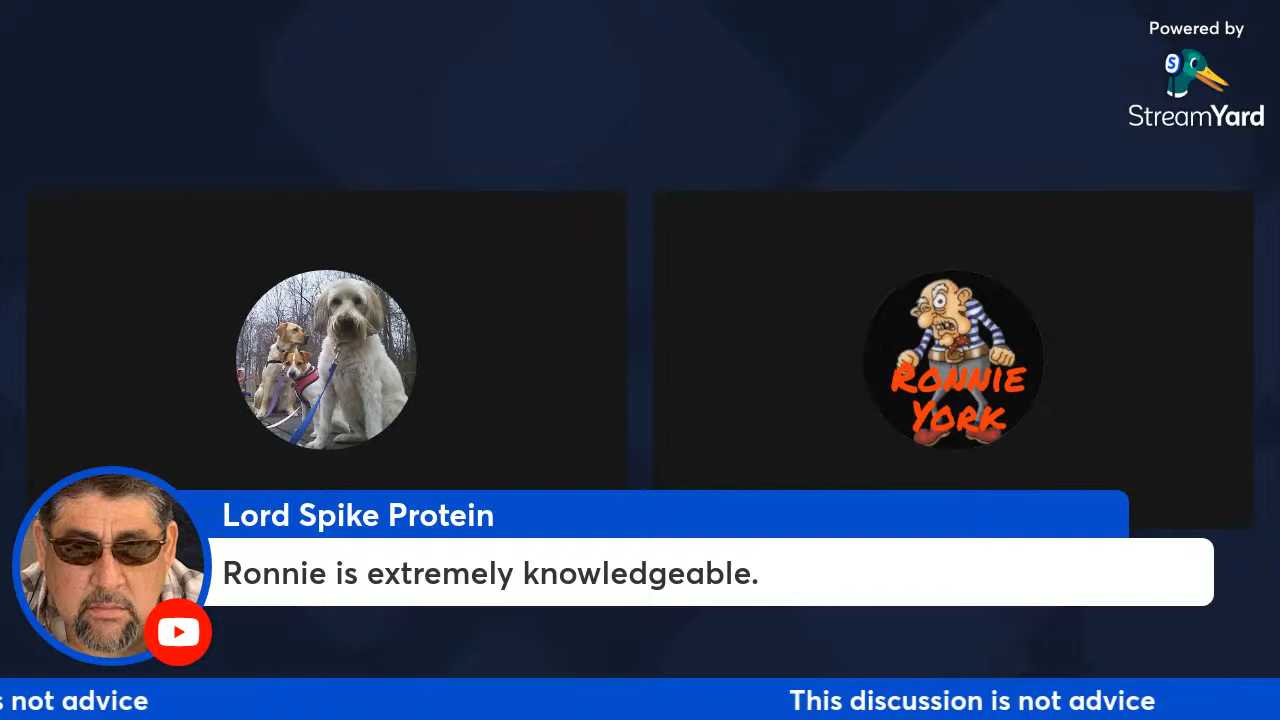 Powered by
S
StreamYard
RONNIE
YORK
Lord Spike Protein
Ronnie is extremely knowledgeable.
s not advice
This discussion is not advice